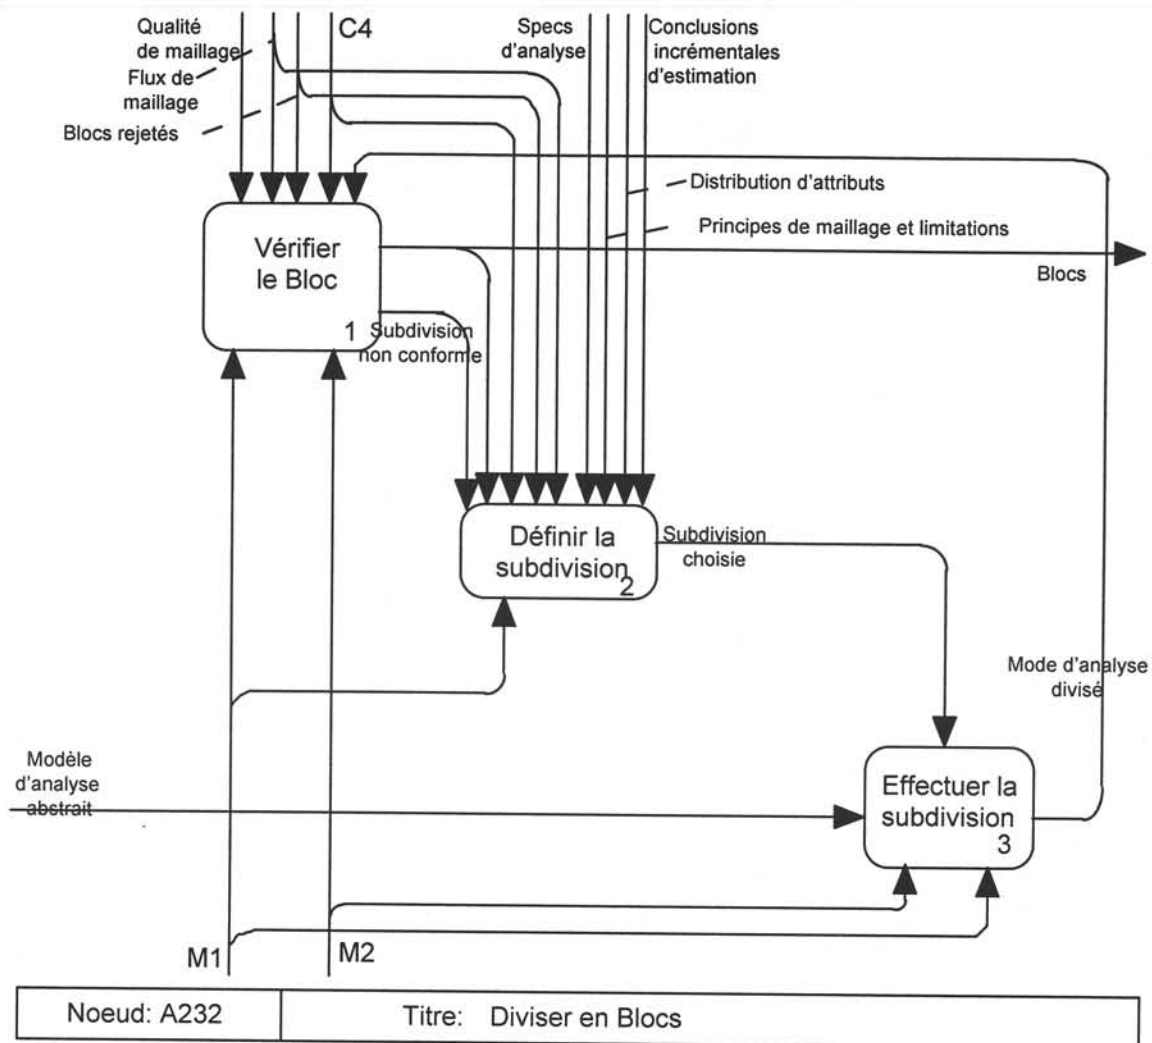 Qualité
de maillage
C4
Specs
d'analyse
Conclusions
incrémentales
d'estimation
Flux de
maillage
Blocs rejetés
Distribution d'attributs
Principes de maillage et limitations
Vérifier
le Bloc
1
Blocs
Subdivision
non conforme
Définir la
subdivision
2
Subdivision
choisie
Mode d'analyse
divisé
Modèle
d'analyse
abstrait
Effectuer la
subdivision
3
M1
M2
Noeud: A232
Titre: Diviser en Blocs